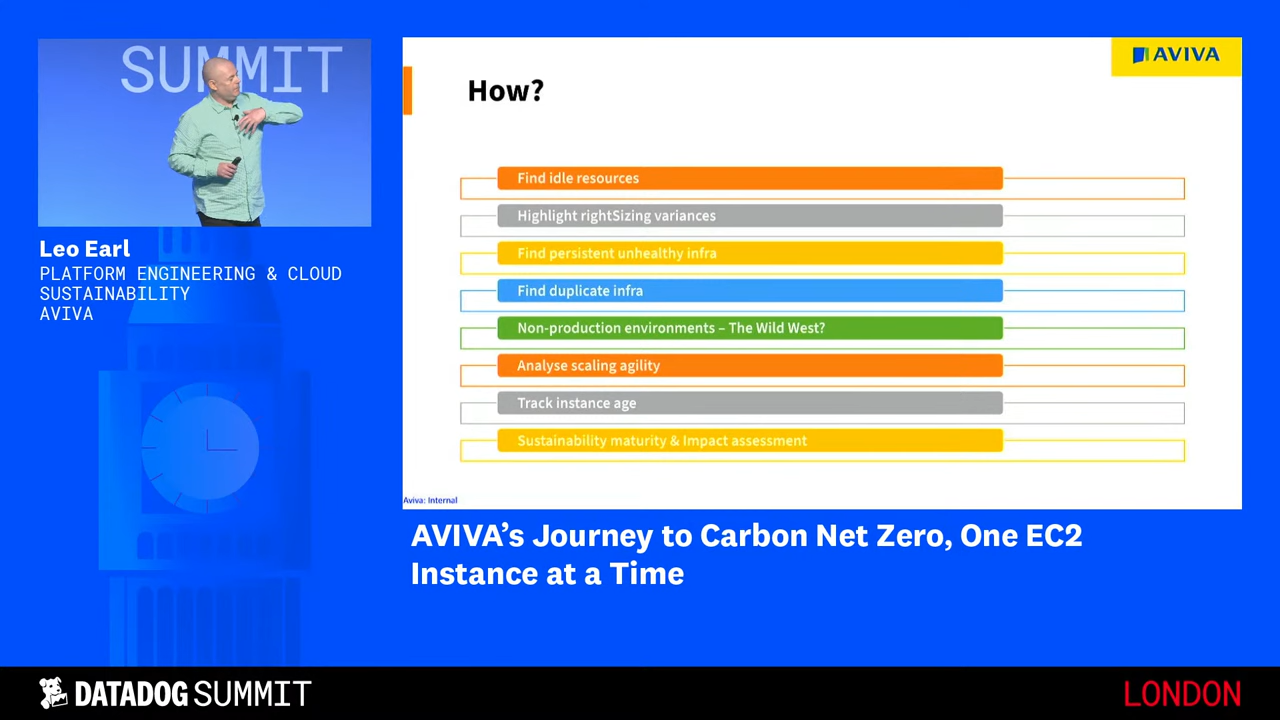 SUMMIT
Leo Earl
PLATFORM ENGINEERING & CLOUD
SUSTAINABILITY
AVIVA
AVIVA
How?
Find idle resources
Highlight rightSizing variances
Find persistent unhealthy infra
Find duplicate infra
Non-production environments – The Wild West?
Analyse scaling agility
Track instance age
Sustainability maturity & Impact assessment
Aviva: Internal
AVIVA’s Journey to Carbon Net Zero, One EC2
Instance at a Time
DATADOG SUMMIT
LONDON